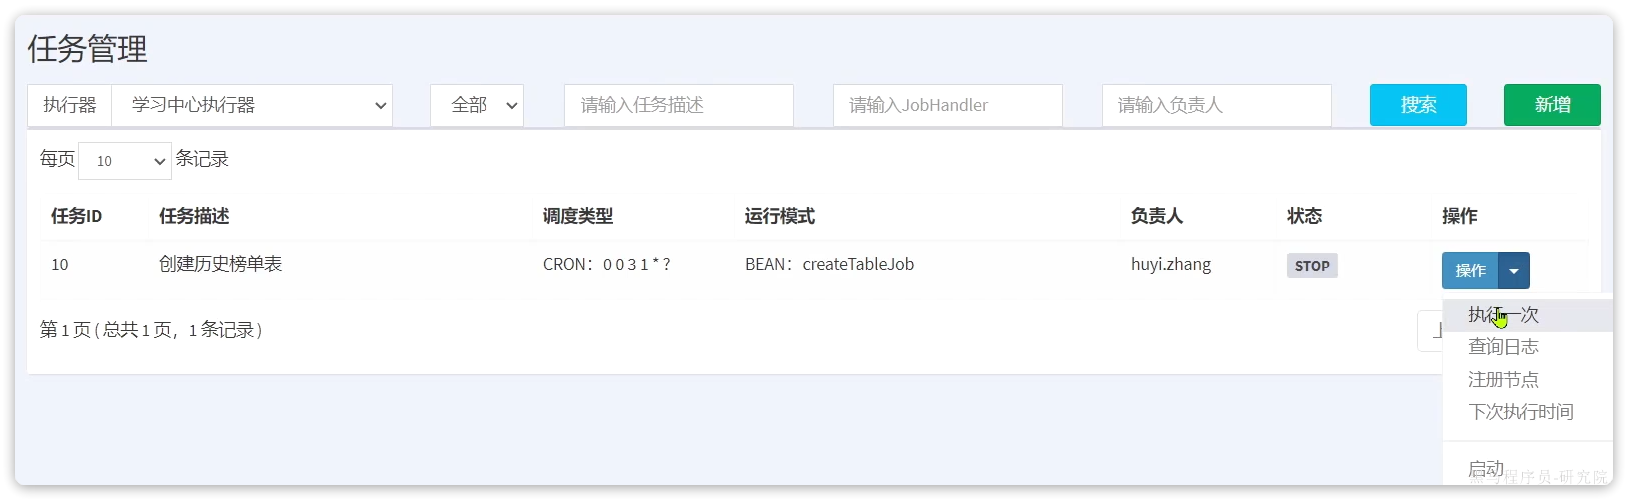 任务管理
执行器 学习中心执行器 全部 请输入任务描述 请输入JobHandler 请输入负责人 搜索 新增
每页 10 条记录
任务ID 任务描述 调度类型 运行模式 负责人 状态 操作
10 创建历史榜单表 CRON：0 0 3 1 * ? BEAN：createTableJob huyi.zhang STOP 操作
执行一次
第 1 页 ( 总共 1 页，1 条记录 )
查询日志
注册节点
下次执行时间
启动
程序员-研究院